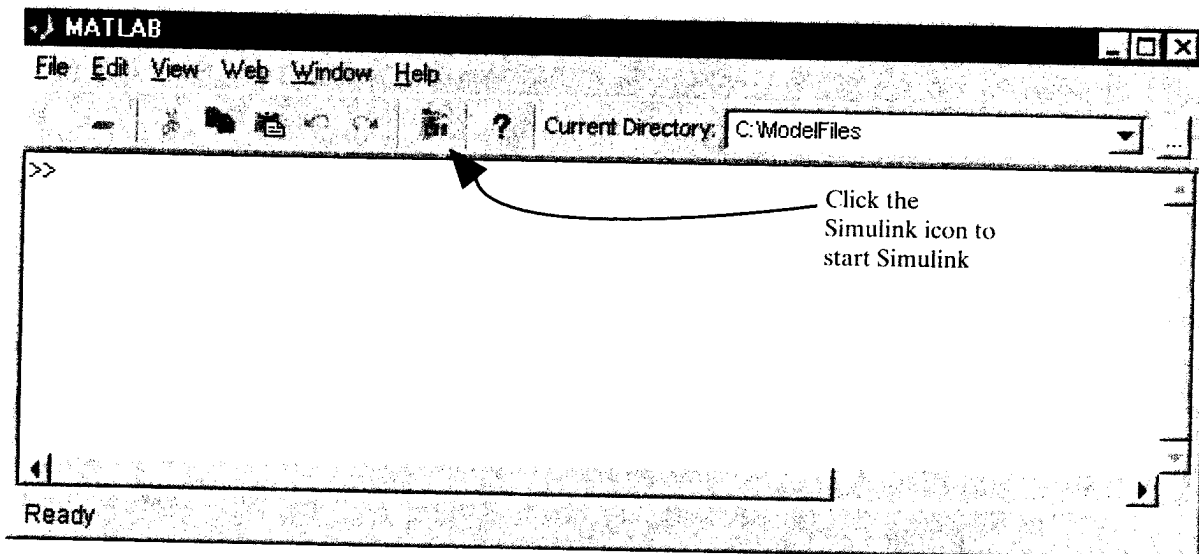 MATLAB
File Edit View Web Window Help
? Current Directory: C:\ModelFiles ...
>>
Click the
Simulink icon to
start Simulink
Ready